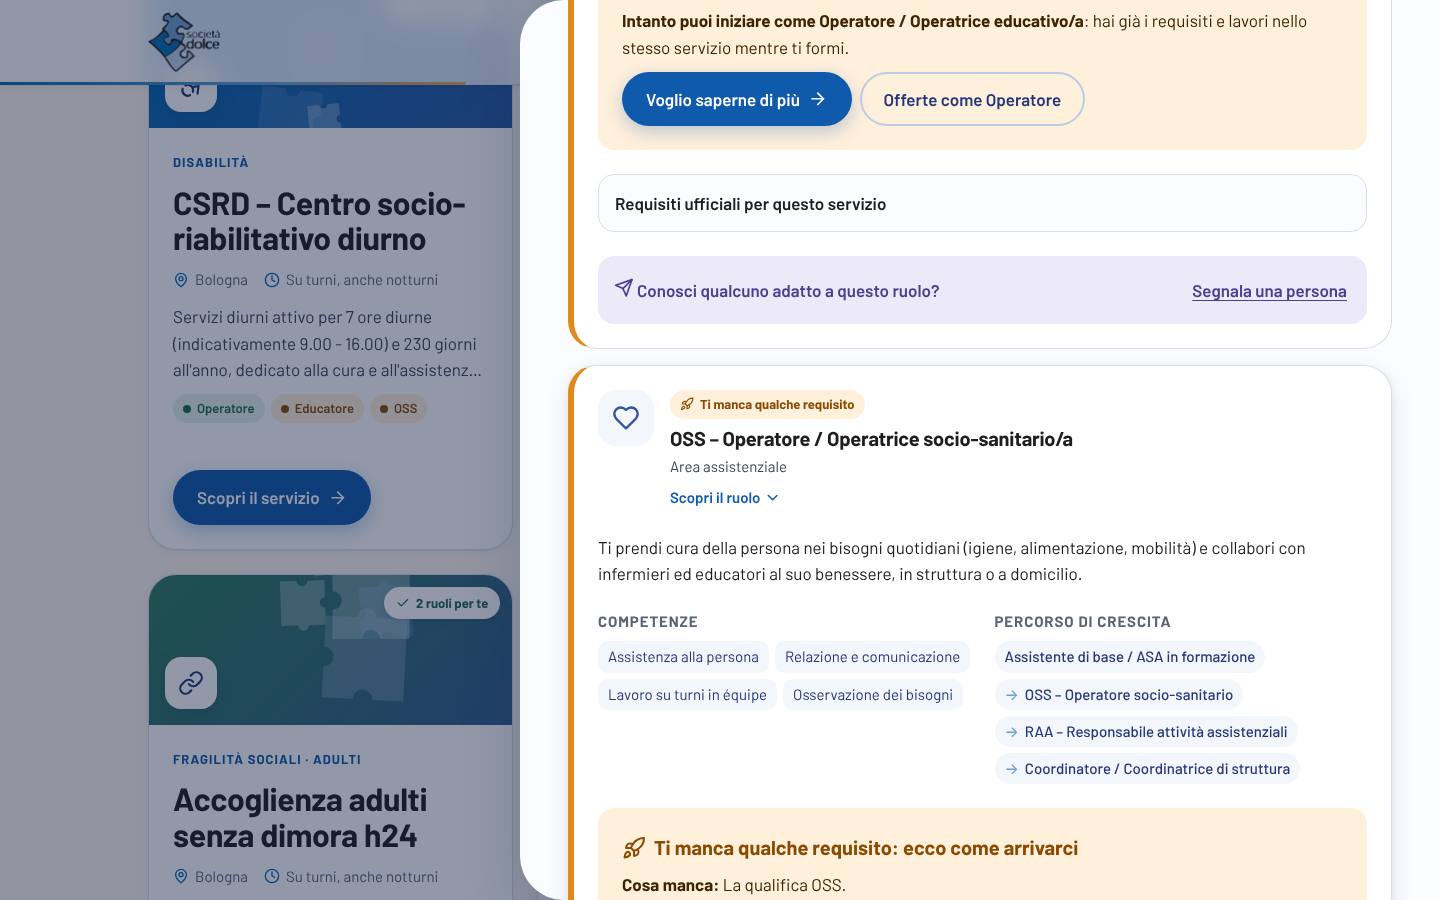 società
dolce
DISABILITÀ
CSRD – Centro socio-
riabilitativo diurno
Bologna
Su turni, anche notturni
Servizi diurni attivo per 7 ore diurne
(indicativamente 9.00 - 16.00) e 230 giorni
all'anno, dedicato alla cura e all'assistenz...
Operatore
Educatore
OSS
Scopri il servizio
2 ruoli per te
FRAGILITÀ SOCIALI · ADULTI
Accoglienza adulti
senza dimora h24
Bologna
Su turni, anche notturni
Intanto puoi iniziare come Operatore / Operatrice educativo/a: hai già i requisiti e lavori nello
stesso servizio mentre ti formi.
Voglio saperne di più →
Offerte come Operatore
Requisiti ufficiali per questo servizio
Conosci qualcuno adatto a questo ruolo?
Segnala una persona
Ti manca qualche requisito
OSS – Operatore / Operatrice socio-sanitario/a
Area assistenziale
Scopri il ruolo
Ti prendi cura della persona nei bisogni quotidiani (igiene, alimentazione, mobilità) e collabori con
infermieri ed educatori al suo benessere, in struttura o a domicilio.
COMPETENZE
Assistenza alla persona
Relazione e comunicazione
Lavoro su turni in équipe
Osservazione dei bisogni
PERCORSO DI CRESCITA
Assistente di base / ASA in formazione
→ OSS – Operatore socio-sanitario
→ RAA – Responsabile attività assistenziali
→ Coordinatore / Coordinatrice di struttura
Ti manca qualche requisito: ecco come arrivarci
Cosa manca: La qualifica OSS.